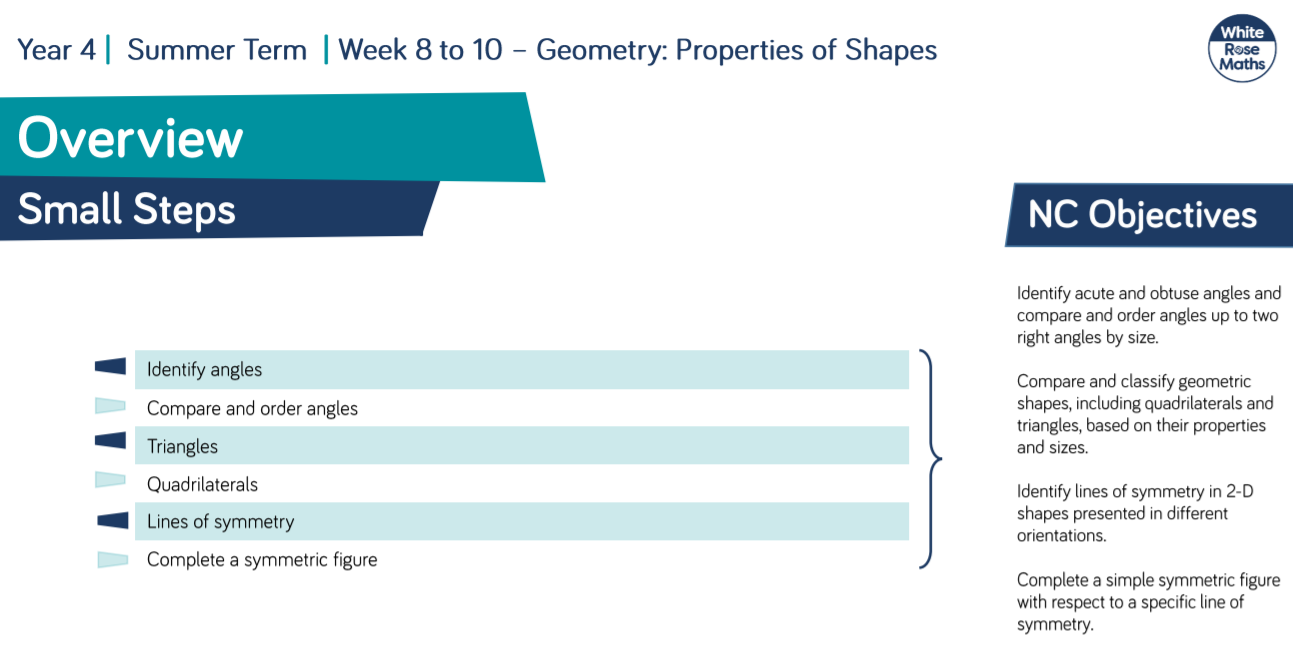 Year 4 | Summer Term | Week 8 to 10 – Geometry: Properties of Shapes
White
Rose
Maths
Overview
Small Steps
Identify angles
Compare and order angles
Triangles
Quadrilaterals
Lines of symmetry
Complete a symmetric figure
NC Objectives
Identify acute and obtuse angles and
compare and order angles up to two
right angles by size.
Compare and classify geometric
shapes, including quadrilaterals and
triangles, based on their properties
and sizes.
Identify lines of symmetry in 2-D
shapes presented in different
orientations.
Complete a simple symmetric figure
with respect to a specific line of
symmetry.